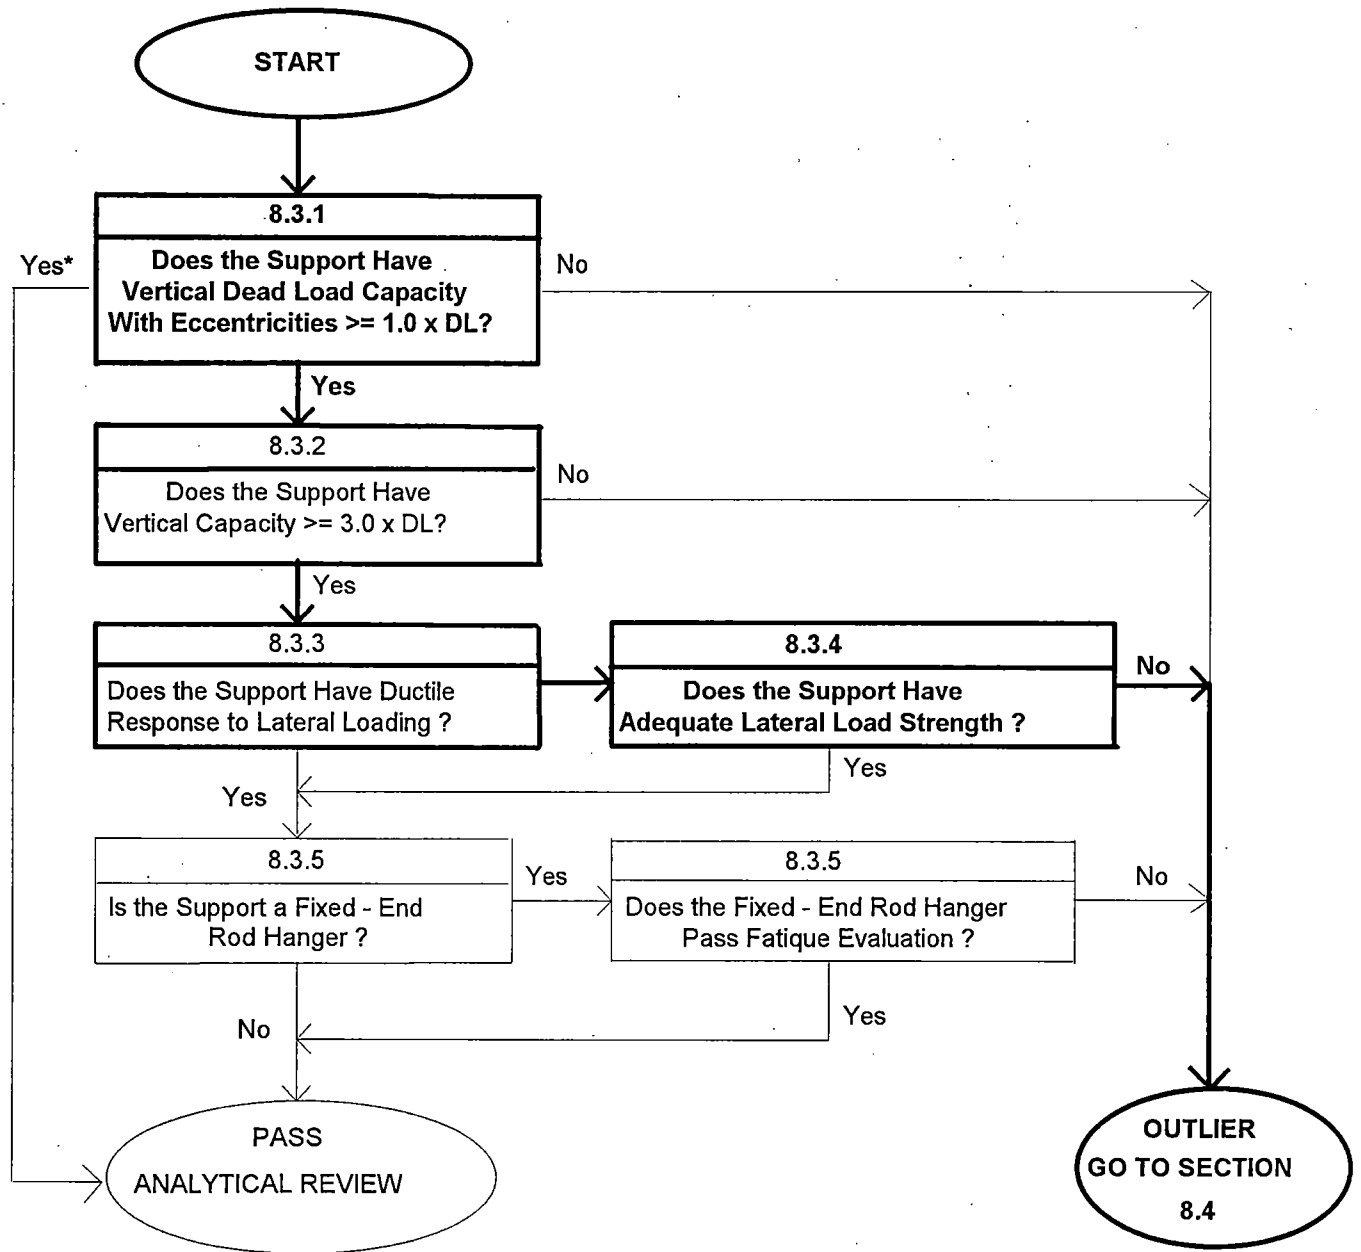 START
8.3.1
Yes*
Does the Support Have
Vertical Dead Load Capacity
With Eccentricities >= 1.0 x DL?
No
Yes
8.3.2
Does the Support Have
Vertical Capacity >= 3.0 x DL?
No
Yes
8.3.3
Does the Support Have Ductile
Response to Lateral Loading ?
8.3.4
Does the Support Have
Adequate Lateral Load Strength ?
No
Yes
Yes
8.3.5
Is the Support a Fixed - End
Rod Hanger ?
Yes
8.3.5
Does the Fixed - End Rod Hanger
Pass Fatique Evaluation ?
No
No
Yes
PASS
ANALYTICAL REVIEW
OUTLIER
GO TO SECTION
8.4